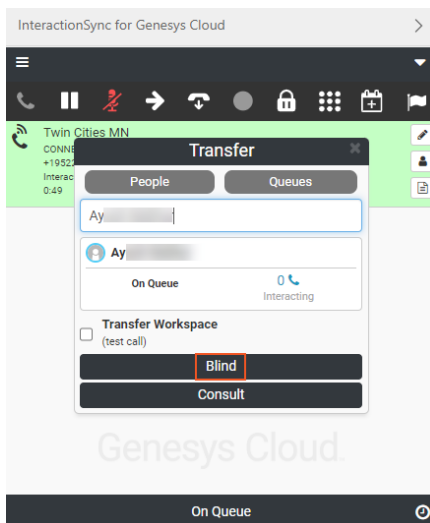 InteractionSync for Genesys Cloud
Twin Cities MN
CONNE
+19522
Interac
0:49
Transfer
People
Queues
Ay
Ay
On Queue
0
Interacting
Transfer Workspace
(test call)
Blind
Consult
Genesys Cloud.
On Queue